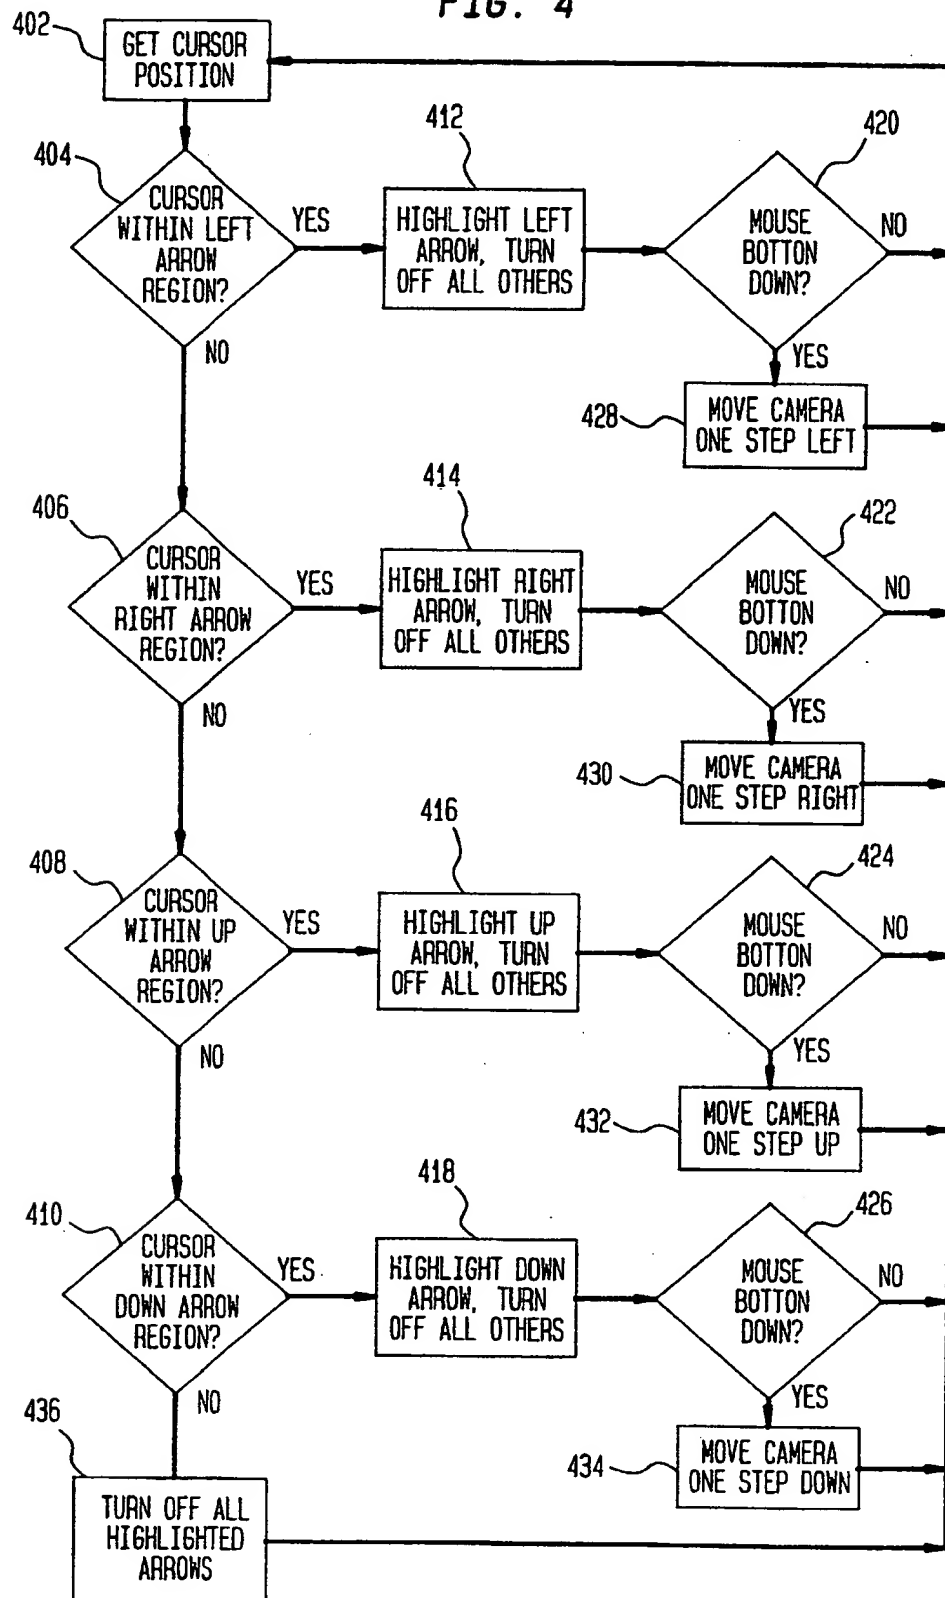 FIG. 4
402
GET CURSOR
POSITION
404
CURSOR
WITHIN LEFT
ARROW
REGION?
YES
NO
412
HIGHLIGHT LEFT
ARROW, TURN
OFF ALL OTHERS
420
MOUSE
BOTTON
DOWN?
NO
YES
428
MOVE CAMERA
ONE STEP LEFT
406
CURSOR
WITHIN
RIGHT ARROW
REGION?
YES
NO
414
HIGHLIGHT RIGHT
ARROW, TURN
OFF ALL OTHERS
422
MOUSE
BOTTON
DOWN?
NO
YES
430
MOVE CAMERA
ONE STEP RIGHT
408
CURSOR
WITHIN UP
ARROW
REGION?
YES
NO
416
HIGHLIGHT UP
ARROW, TURN
OFF ALL OTHERS
424
MOUSE
BOTTON
DOWN?
NO
YES
432
MOVE CAMERA
ONE STEP UP
410
CURSOR
WITHIN
DOWN ARROW
REGION?
YES
NO
418
HIGHLIGHT DOWN
ARROW, TURN
OFF ALL OTHERS
426
MOUSE
BOTTON
DOWN?
NO
YES
434
MOVE CAMERA
ONE STEP DOWN
436
TURN OFF ALL
HIGHLIGHTED
ARROWS